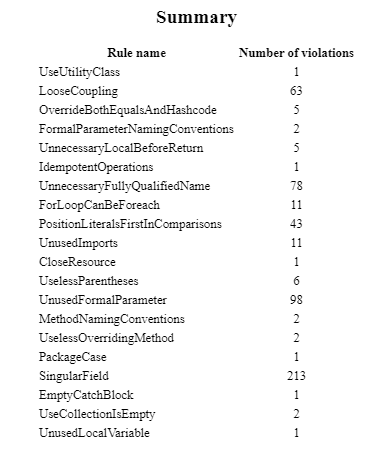 Summary
Rule name Number of violations
UseUtilityClass 1
LooseCoupling 63
OverrideBothEqualsAndHashcode 5
FormalParameterNamingConventions 2
UnnecessaryLocalBeforeReturn 5
IdempotentOperations 1
UnnecessaryFullyQualifiedName 78
ForLoopCanBeForeach 11
PositionLiteralsFirstInComparisons 43
UnusedImports 11
CloseResource 1
UselessParentheses 6
UnusedFormalParameter 98
MethodNamingConventions 2
UselessOverridingMethod 2
PackageCase 1
SingularField 213
EmptyCatchBlock 1
UseCollectionIsEmpty 2
UnusedLocalVariable 1